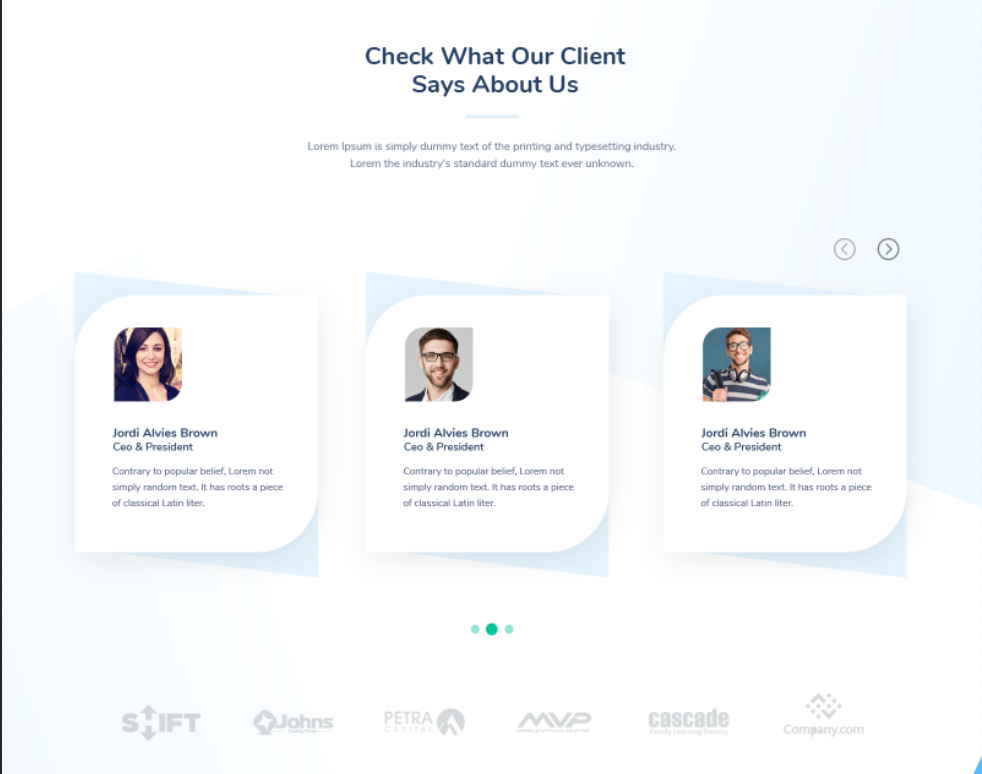 Check What Our Client
Says About Us
Lorem Ipsum is simply dummy text of the printing and typesetting industry.
Lorem the industry's standard dummy text ever unknown.
Jordi Alvies Brown
Ceo & President
Contrary to popular belief, Lorem not
simply random text. It has roots a piece
of classical Latin liter.
Jordi Alvies Brown
Ceo & President
Contrary to popular belief, Lorem not
simply random text. It has roots a piece
of classical Latin liter.
Jordi Alvies Brown
Ceo & President
Contrary to popular belief, Lorem not
simply random text. It has roots a piece
of classical Latin liter.
SHIFT
Johns
PETRA
CAPITAL
MVP
MOBILE VIRTUAL PLAYER
cascade
Family Learning Society
Company.com